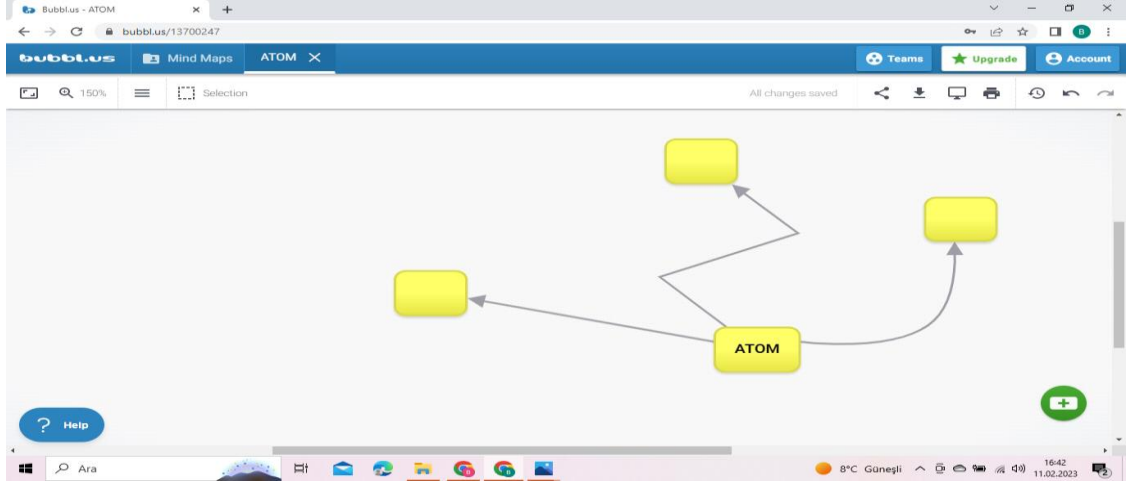 Bubbl.us - ATOM
bubbl.us/13700247
B
bubbl.us Mind Maps ATOM Teams Upgrade Account
150% Selection All changes saved
ATOM
? Help
Ara 8°C Güneşli 16:42
11.02.2023 2